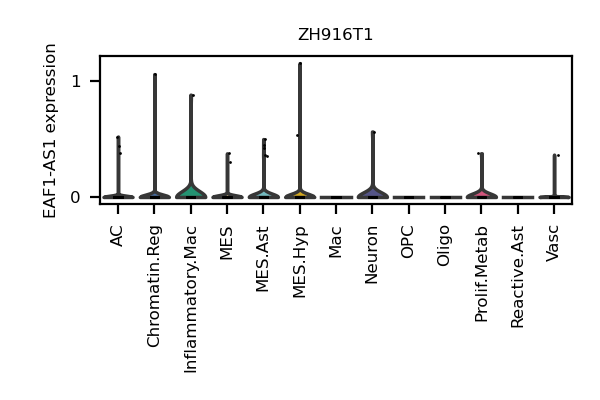 ZH916T1
EAF1-AS1 expression
1
0
AC
Chromatin.Reg
Inflammatory.Mac
MES
MES.Ast
MES.Hyp
Mac
Neuron
OPC
Oligo
Prolif.Metab
Reactive.Ast
Vasc